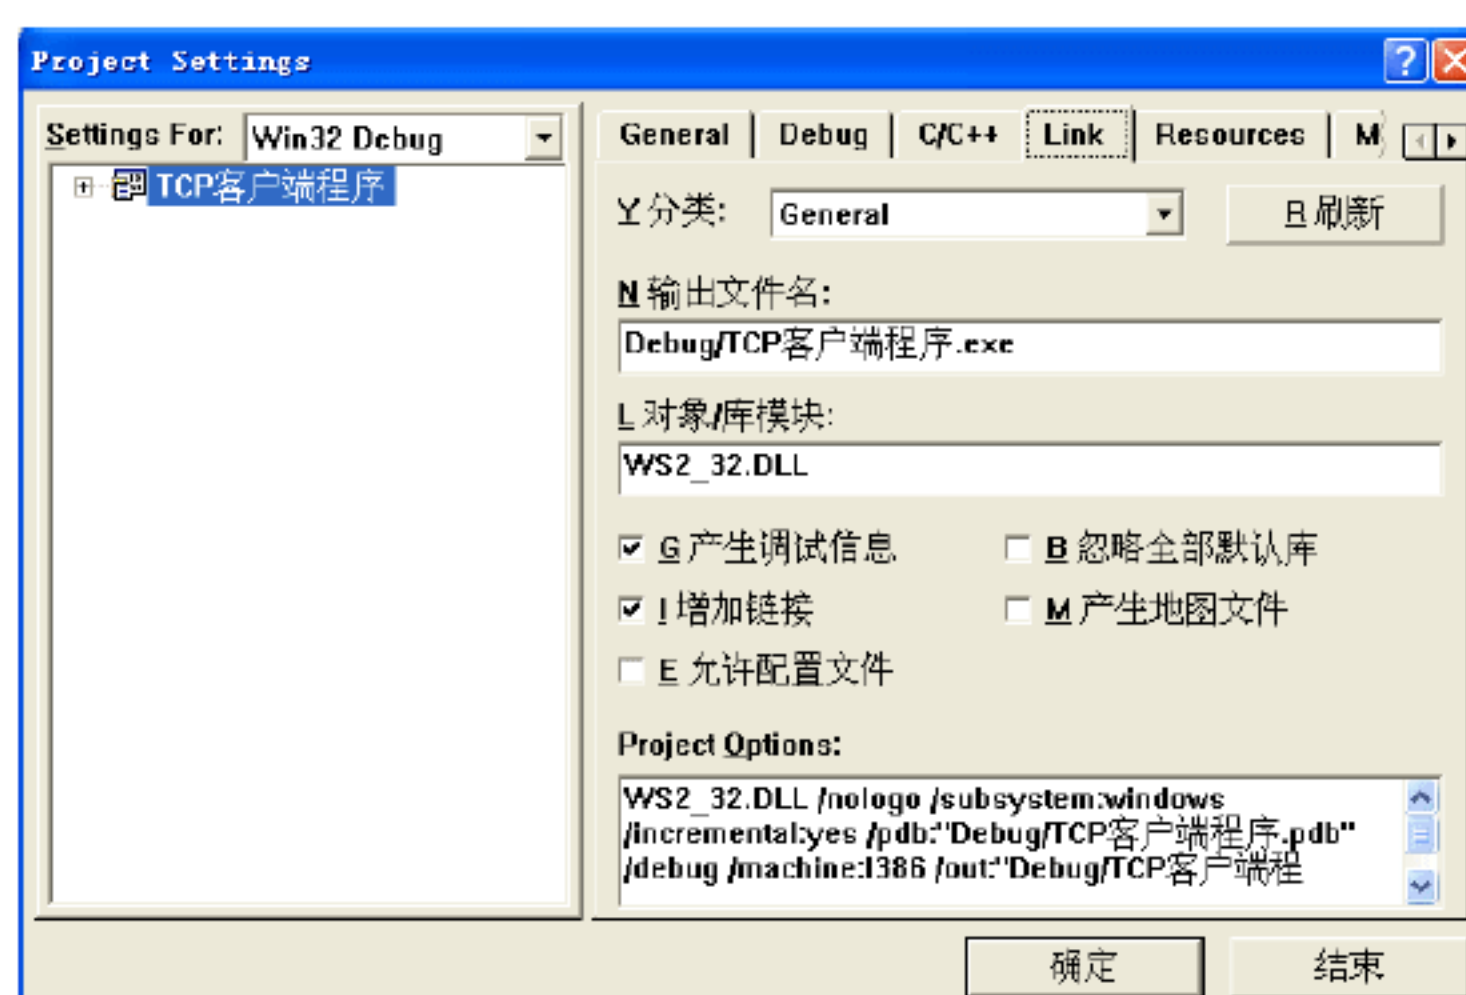 Project Settings
Settings For: Win32 Debug
TCP客户端程序
General Debug C/C++ Link Resources M
Y 分类: General R 刷新
N 输出文件名:
Debug/TCP客户端程序.exe
L 对象/库模块:
WS2_32.DLL
G 产生调试信息 B 忽略全部默认库
I 增加链接 M 产生地图文件
E 允许配置文件
Project Options:
WS2_32.DLL /nologo /subsystem:windows
/incremental:yes /pdb:"Debug/TCP客户端程序.pdb"
/debug /machine:I386 /out:"Debug/TCP客户端程
确定 结束